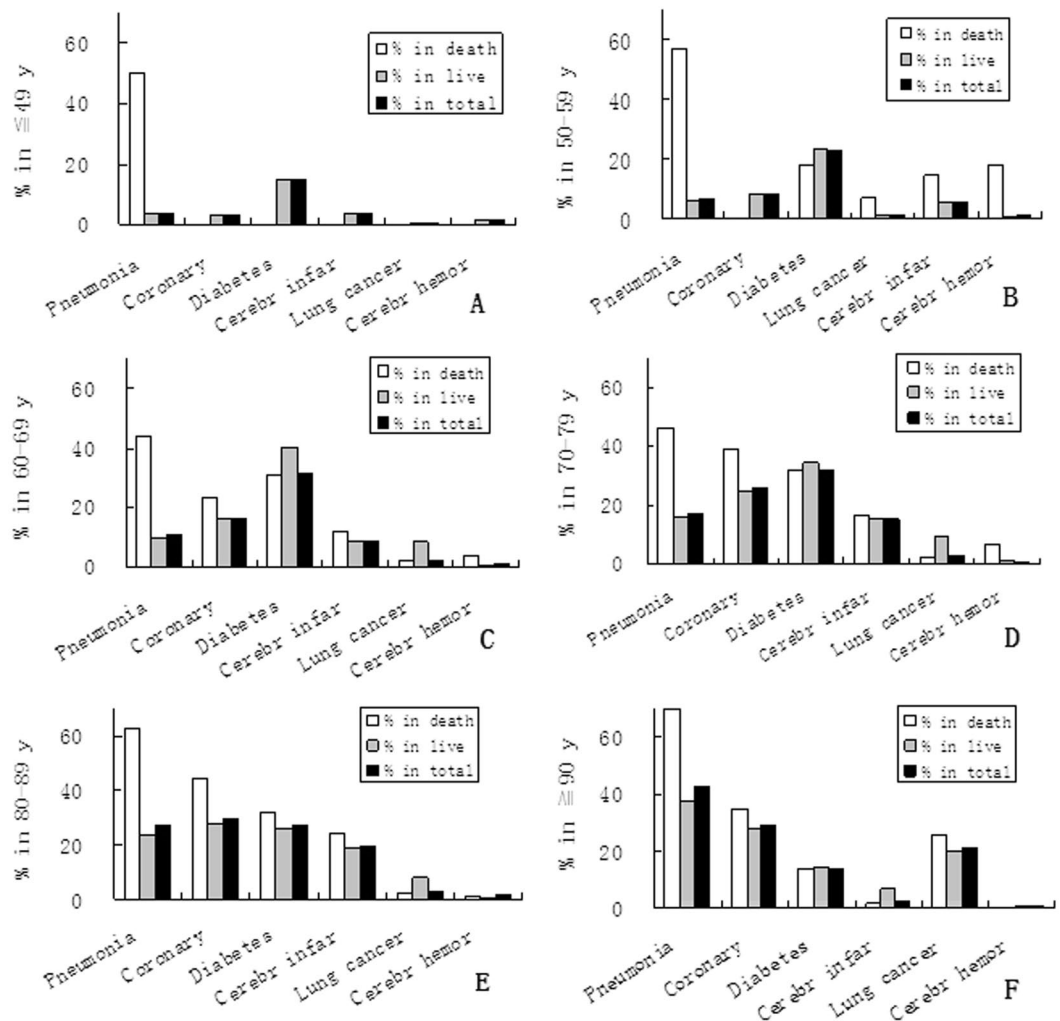 % in ≦49 y
60
40
20
0
% in death
% in live
% in total
Pneumonia
Coronary
Diabetes
Cerebr infar
Lung cancer
Cerebr hemor
A
% in 50-59 y
60
40
20
0
% in death
% in live
% in total
Pneumonia
Coronary
Diabetes
Lung cancer
Cerebr infar
Cerebr hemor
B
% in 60-69 y
60
40
20
0
% in death
% in live
% in total
Pneumonia
Coronary
Diabetes
Cerebr infar
Lung cancer
Cerebr hemor
C
% in 70-79 y
60
40
20
0
% in death
% in live
% in total
Pneumonia
Coronary
Diabetes
Cerebr infar
Lung cancer
Cerebr hemor
D
% in 80-89 y
60
40
20
0
% in death
% in live
% in total
Pneumonia
Coronary
Diabetes
Cerebr infar
Lung cancer
Cerebr hemor
E
% in ≧90 y
60
40
20
0
% in death
% in live
% in total
Pneumonia
Coronary
Diabetes
Cerebr infar
Lung cancer
Cerebr hemor
F